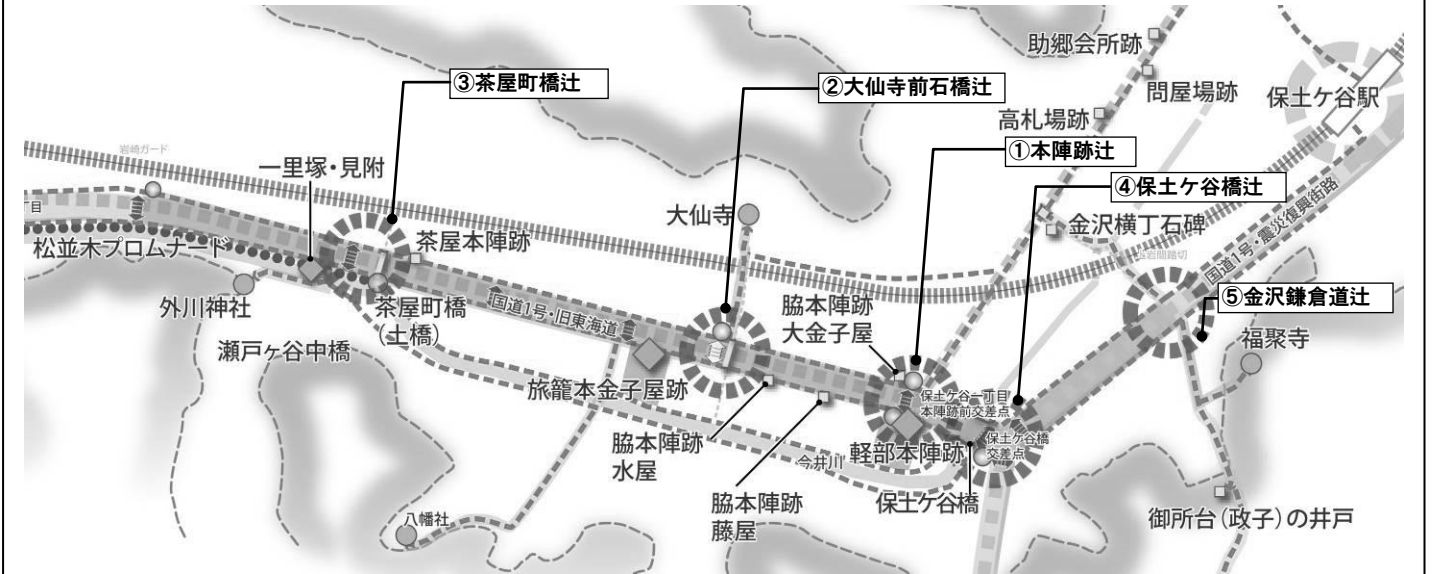 助郷会所跡
③茶屋町橋辻
②大仙寺前石橋辻
問屋場跡
保土ケ谷駅
高札場跡
岩崎ガード
①本陣跡辻
一里塚・見附
④保土ケ谷橋辻
大仙寺
金沢横丁石碑
丁目
松並木プロムナード
茶屋本陣跡
国道1号・震災復興街路
外川神社
茶屋町橋
(土橋)
国道1号・旧東海道
脇本陣跡
大金子屋
⑤金沢鎌倉道辻
福聚寺
瀬戸ヶ谷中橋
旅籠本金子屋跡
保土ケ谷一丁目
本陣跡前交差点
保土ケ谷橋
交差点
脇本陣跡
水屋
今井川
軽部本陣跡
脇本陣跡
藤屋
保土ケ谷橋
八幡社
御所台(政子)の井戸